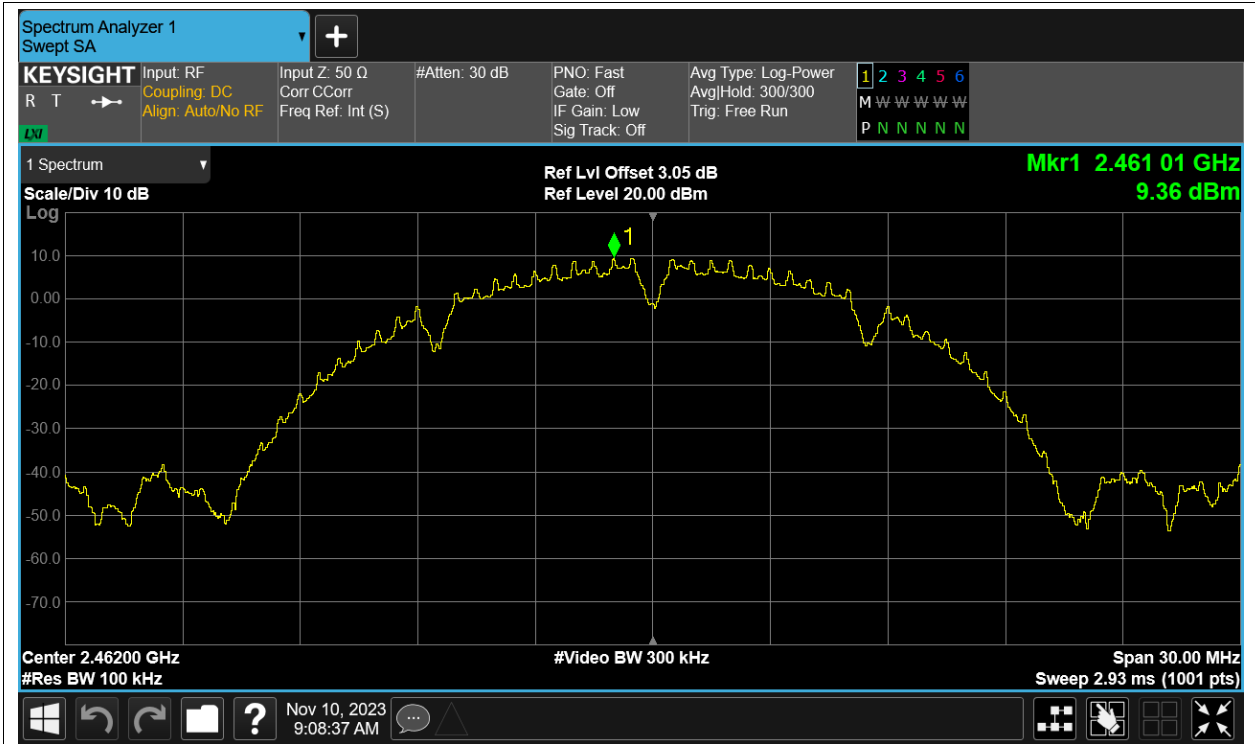 Spectrum Analyzer 1
Swept SA
KEYSIGHT
R T
LXI
Input: RF
Coupling: DC
Align: Auto/No RF
Input Z: 50 Ω
Corr CCorr
Freq Ref: Int (S)
#Atten: 30 dB
PNO: Fast
Gate: Off
IF Gain: Low
Sig Track: Off
Avg Type: Log-Power
Avg|Hold: 300/300
Trig: Free Run
1 2 3 4 5 6
M W W W W W
P N N N N N
1 Spectrum
Scale/Div 10 dB
Log
Ref Lvl Offset 3.05 dB
Ref Level 20.00 dBm
Mkr1 2.461 01 GHz
9.36 dBm
1
10.0
0.00
-10.0
-20.0
-30.0
-40.0
-50.0
-60.0
-70.0
Center 2.46200 GHz
#Res BW 100 kHz
#Video BW 300 kHz
Span 30.00 MHz
Sweep 2.93 ms (1001 pts)
?
Nov 10, 2023
9:08:37 AM